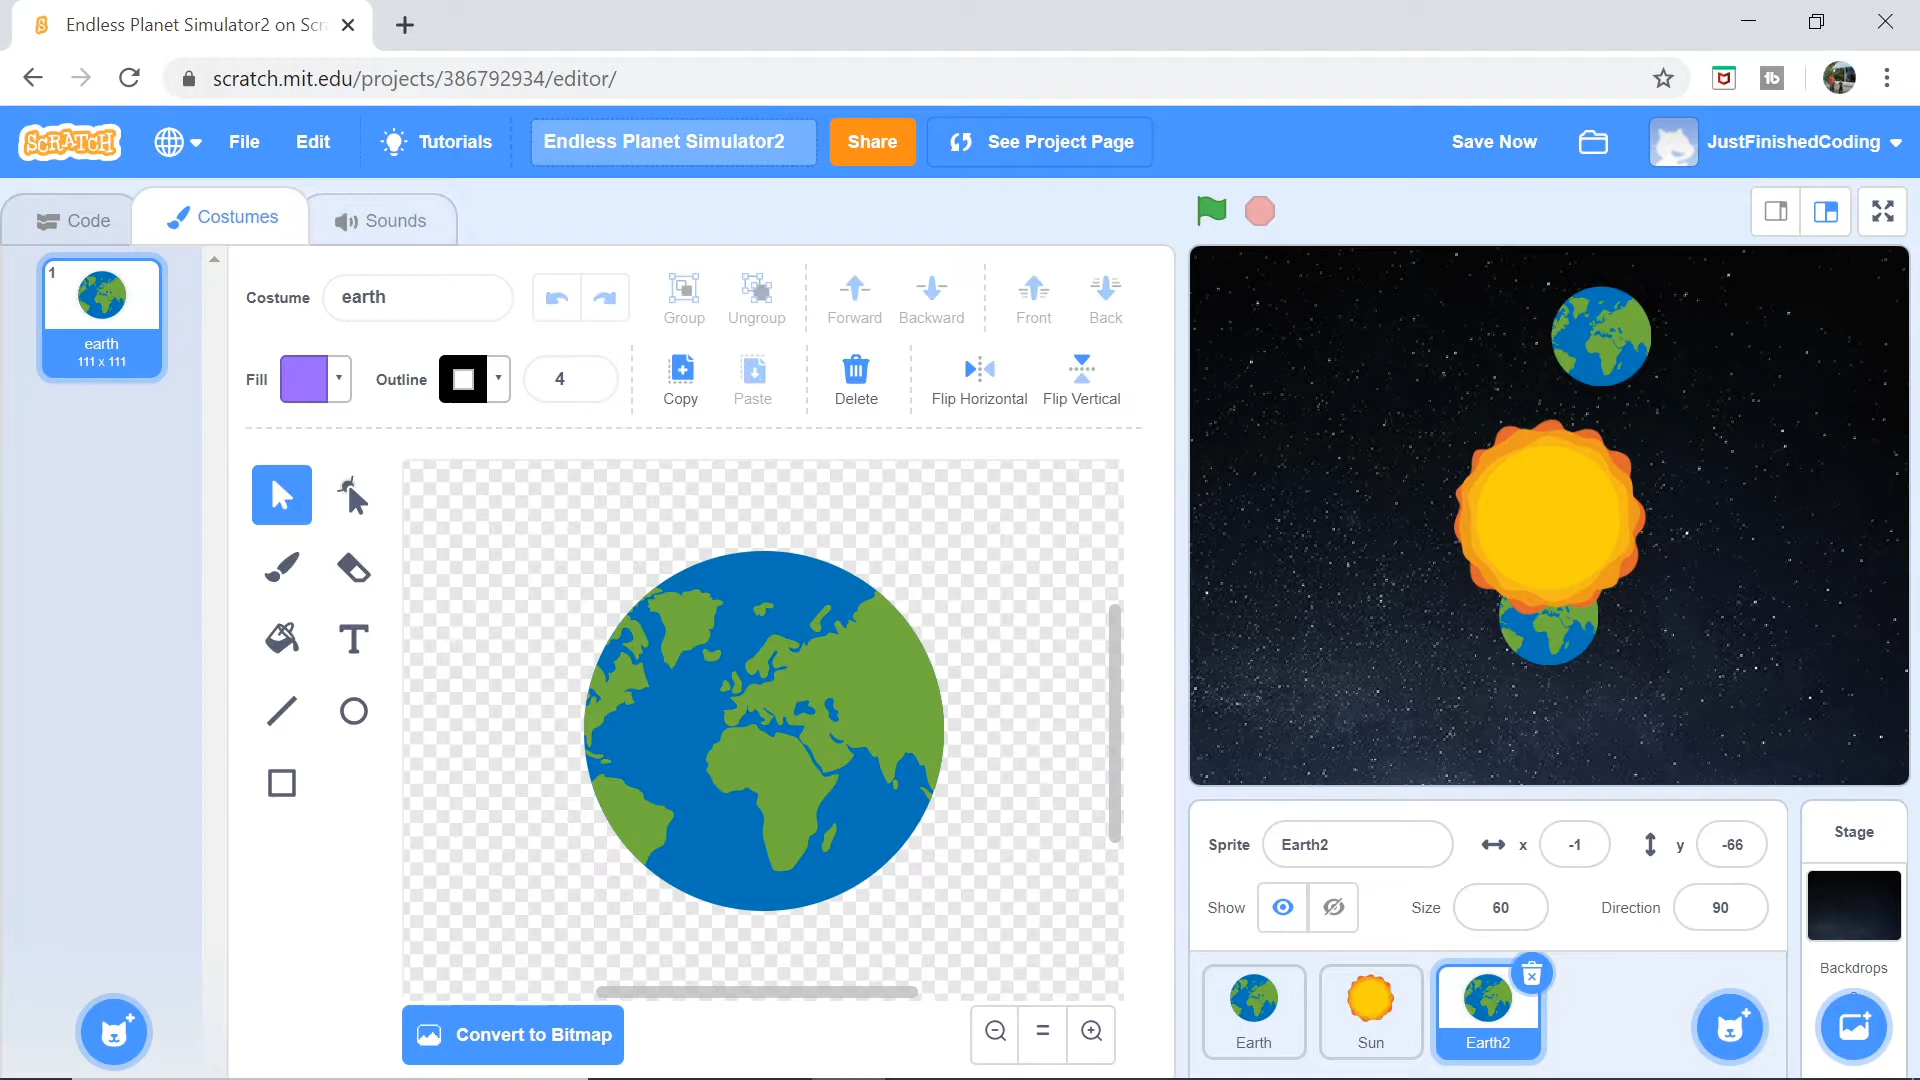 Endless Planet Simulator2 on Scr
scratch.mit.edu/projects/386792934/editor/
SCRATCH File Edit Tutorials Endless Planet Simulator2 Share See Project Page Save Now JustFinishedCoding
Code Costumes Sounds
1
earth
111 x 111
Costume earth Group Ungroup Forward Backward Front Back
Fill Outline 4 Copy Paste Delete Flip Horizontal Flip Vertical
Convert to Bitmap
Sprite Earth2 x -1 y -66
Show Size 60 Direction 90
Earth Sun Earth2
Stage
Backdrops